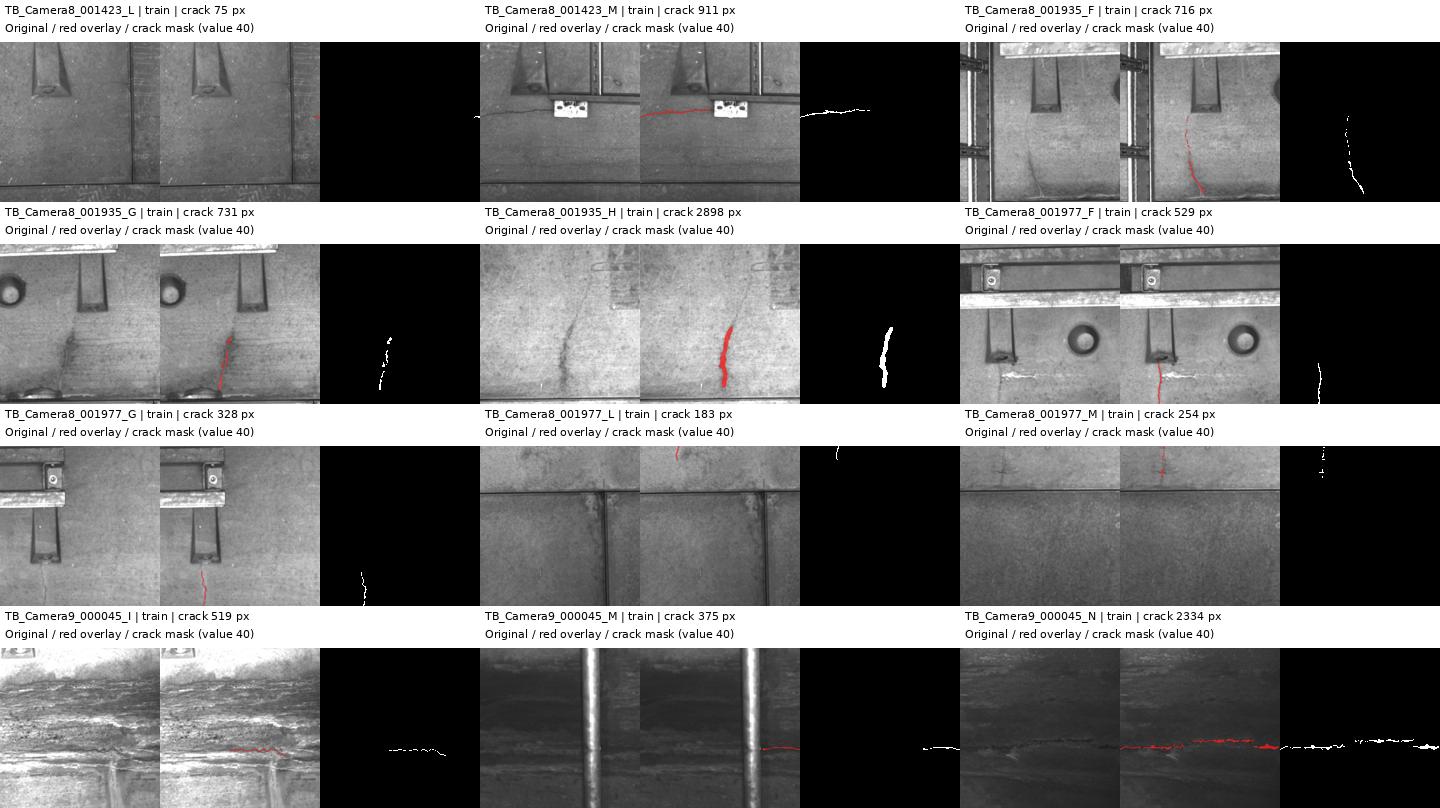 TB_Camera8_001423_L | train | crack 75 px
Original / red overlay / crack mask (value 40)
TB_Camera8_001423_M | train | crack 911 px
Original / red overlay / crack mask (value 40)
TB_Camera8_001935_F | train | crack 716 px
Original / red overlay / crack mask (value 40)
TB_Camera8_001935_G | train | crack 731 px
Original / red overlay / crack mask (value 40)
TB_Camera8_001935_H | train | crack 2898 px
Original / red overlay / crack mask (value 40)
TB_Camera8_001977_F | train | crack 529 px
Original / red overlay / crack mask (value 40)
TB_Camera8_001977_G | train | crack 328 px
Original / red overlay / crack mask (value 40)
TB_Camera8_001977_L | train | crack 183 px
Original / red overlay / crack mask (value 40)
TB_Camera8_001977_M | train | crack 254 px
Original / red overlay / crack mask (value 40)
TB_Camera9_000045_I | train | crack 519 px
Original / red overlay / crack mask (value 40)
TB_Camera9_000045_M | train | crack 375 px
Original / red overlay / crack mask (value 40)
TB_Camera9_000045_N | train | crack 2334 px
Original / red overlay / crack mask (value 40)